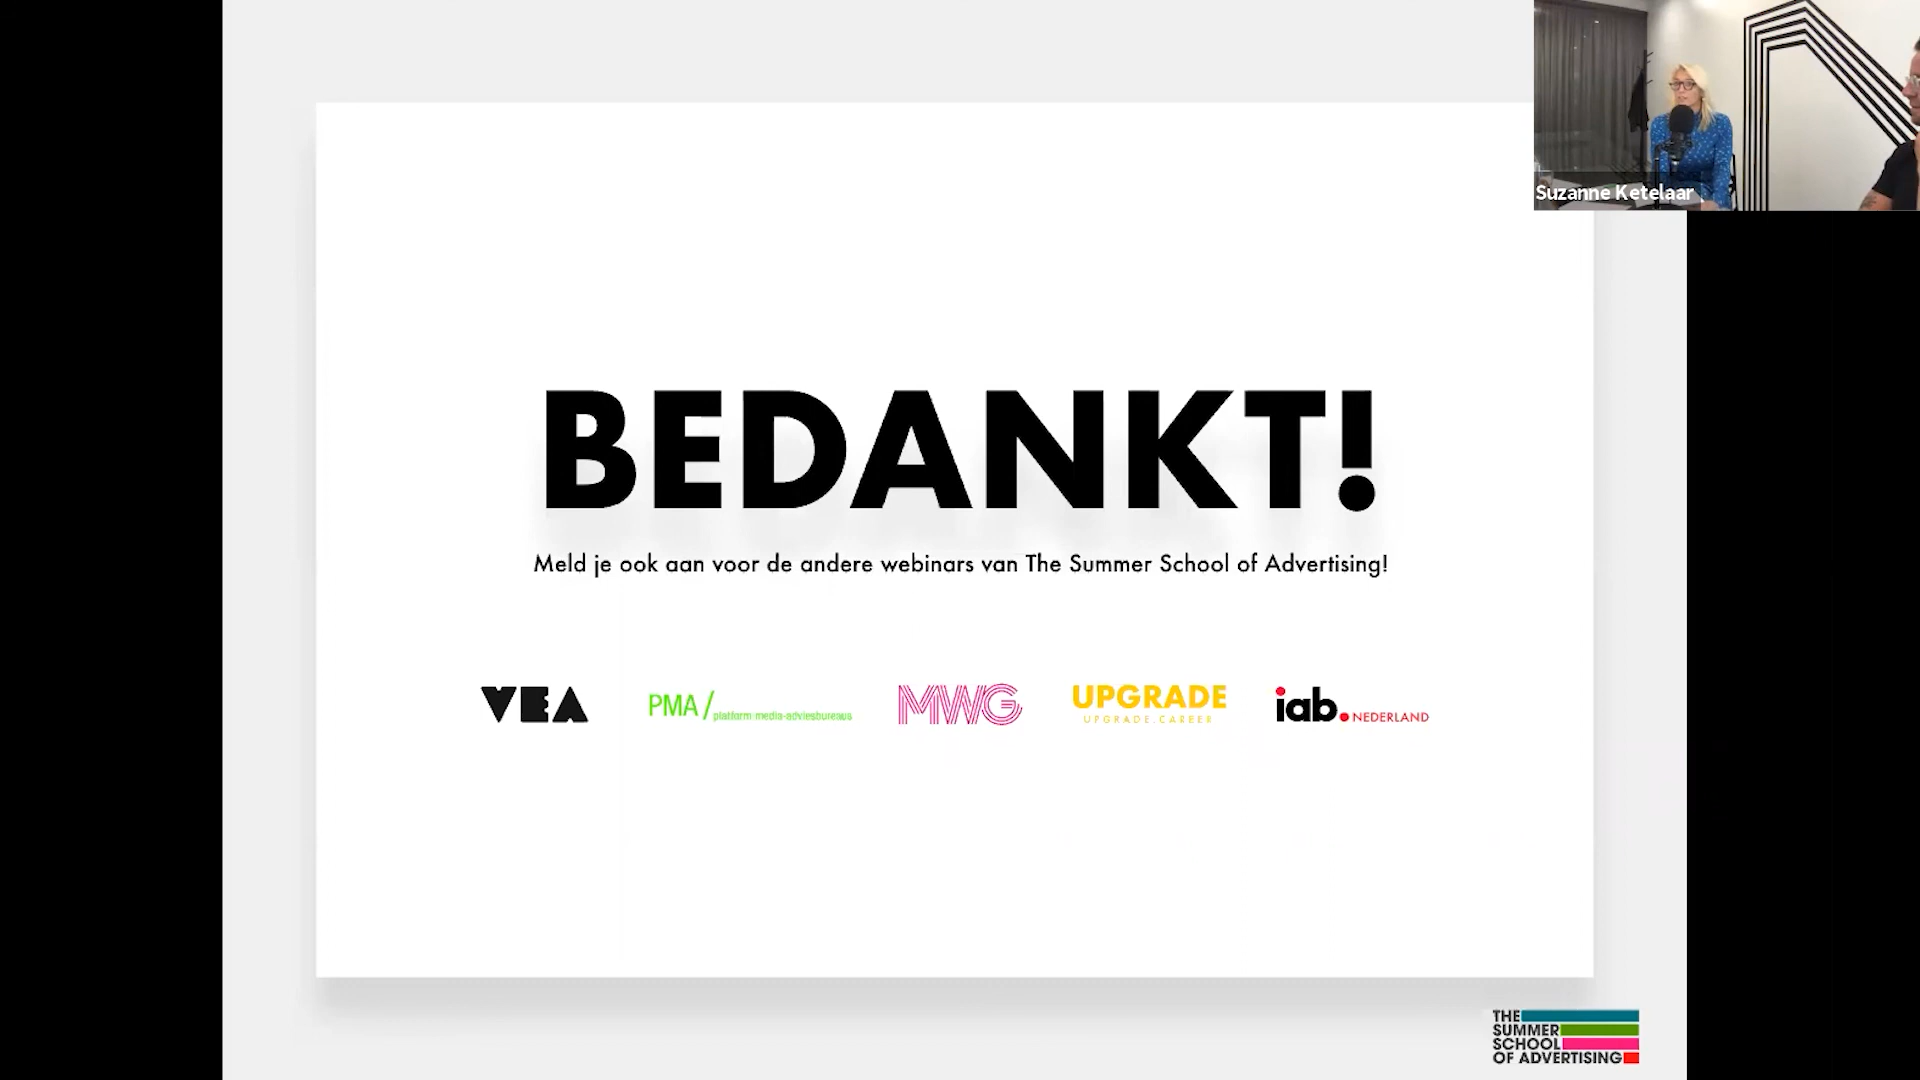 Suzanne Ketelaar
BEDANKT!
Meld je ook aan voor de andere webinars van The Summer School of Advertising!
VEA
PMA / platform media-adviesbureaus
MWG
UPGRADE
UPGRADE.CAREER
iab. NEDERLAND
THE
SUMMER
SCHOOL
OF ADVERTISING